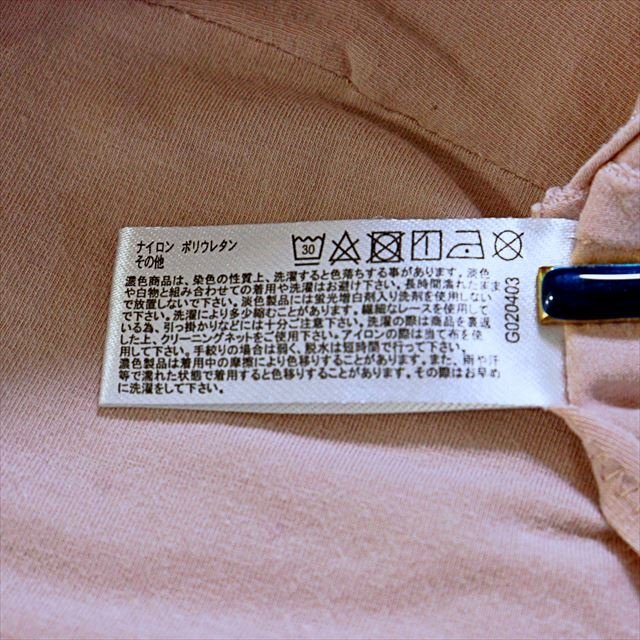 ナイロン ポリウレタン
その他
30
濃色商品は、染色の性質上、洗濯すると色落ちする事があります。淡色
や白物と組み合わせての着用や洗濯はお避け下さい。長時間濡れたまま
で放置しないで下さい。淡色製品には蛍光増白剤入り洗剤を使用しない
で下さい。洗濯により多少縮むことがあります。繊細なレースを使用して
いる為、引っ掛かりなどには十分ご注意下さい。洗濯の際は商品を裏返
した上、クリーニングネットをご使用下さい。アイロンの際は当て布を使
用して下さい。手絞りの場合は弱く、脱水は短時間で行って下さい。
濃色製品は着用中の摩擦により色移りすることがあります。また、雨や汗
等で濡れた状態で着用すると色移りすることがあります。その際はお早め
に洗濯をして下さい。
G020403